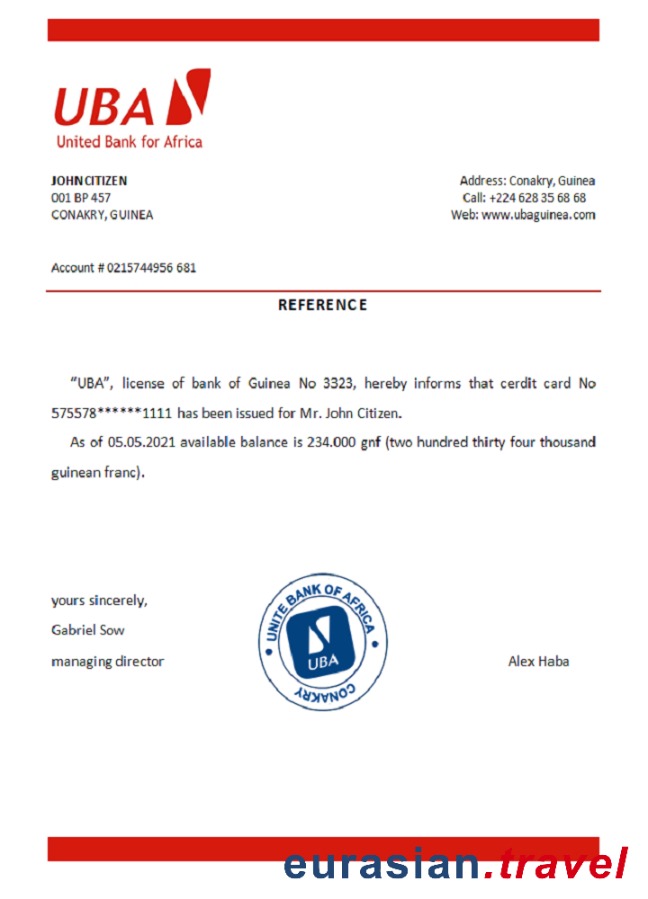 UBA
United Bank for Africa
JOHN CITIZEN
001 BP 457
CONAKRY, GUINEA
Address: Conakry, Guinea
Call: +224 628 35 68 68
Web: www.ubaguinea.com
Account # 0215744956 681
REFERENCE
“UBA”, license of bank of Guinea No 3323, hereby informs that cerdit card No
575578******1111 has been issued for Mr. John Citizen.
As of 05.05.2021 available balance is 234.000 gnf (two hundred thirty four thousand
guinean franc).
yours sincerely,
Gabriel Sow
managing director
UNITE BANK OF AFRICA
UBA
CONAKRY
Alex Haba
eurasian.travel